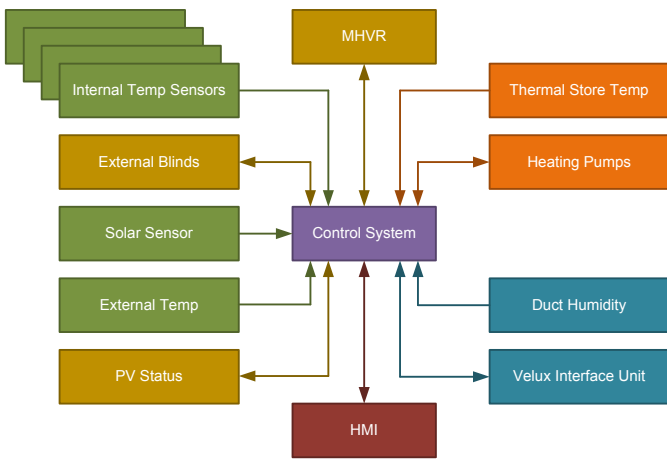 MHVR
Internal Temp Sensors
Thermal Store Temp
External Blinds
Heating Pumps
Solar Sensor
Control System
External Temp
Duct Humidity
PV Status
Velux Interface Unit
HMI